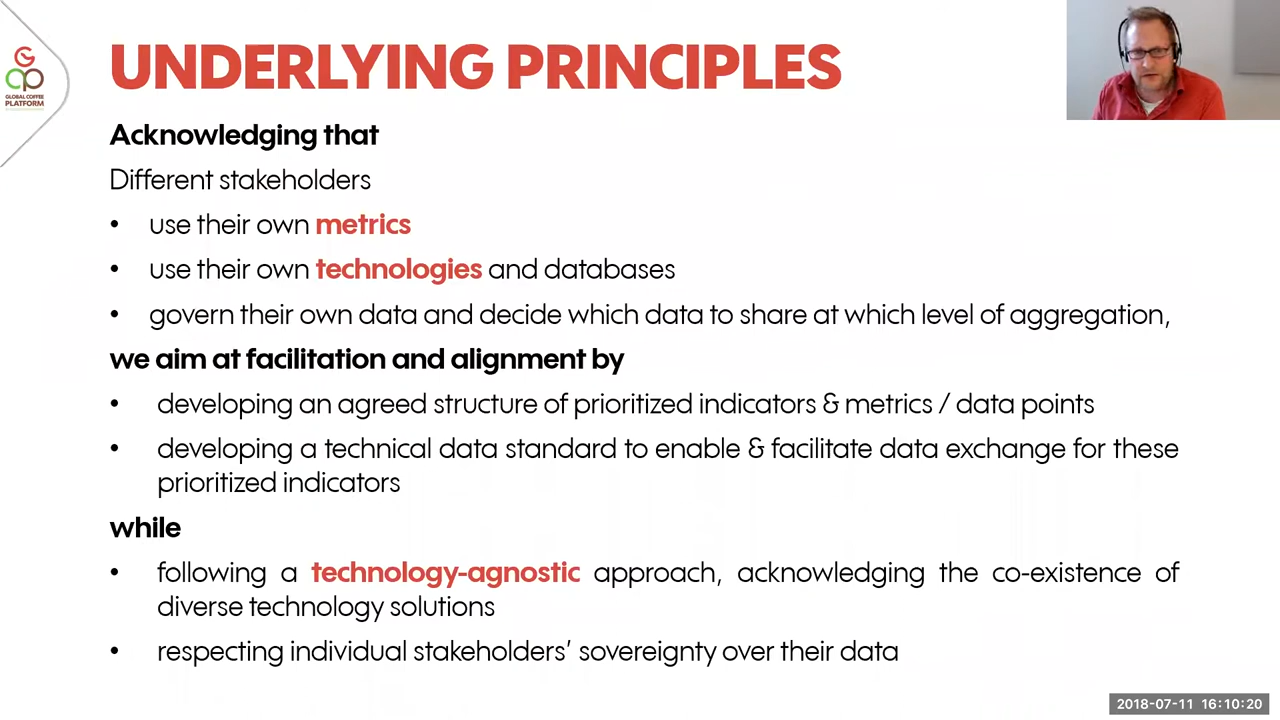 UNDERLYING PRINCIPLES
GLOBAL COFFEE
PLATFORM
Acknowledging that
Different stakeholders
• use their own metrics
• use their own technologies and databases
• govern their own data and decide which data to share at which level of aggregation,
we aim at facilitation and alignment by
• developing an agreed structure of prioritized indicators & metrics / data points
• developing a technical data standard to enable & facilitate data exchange for these
prioritized indicators
while
• following a technology-agnostic approach, acknowledging the co-existence of
diverse technology solutions
• respecting individual stakeholders’ sovereignty over their data
2018-07-11 16:10:20